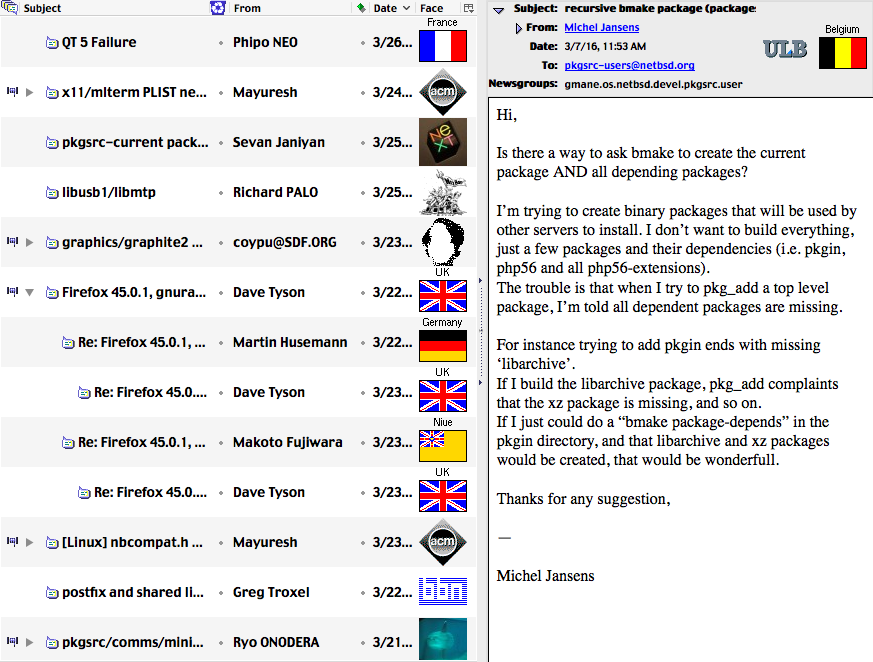 Subject From Date Face
France
QT 5 Failure Phipo NEO 3/26...
x11/mlterm PLIST ne... Mayuresh 3/24...
acm
pkgsrc-current pack... Sevan Janiyan 3/25...
NeXT
libusb1/libmtp Richard PALO 3/25...
graphics/graphite2 ... coypu@SDF.ORG 3/23...
UK
Firefox 45.0.1, gnura... Dave Tyson 3/22...
Germany
Re: Firefox 45.0.1, ... Martin Husemann 3/22...
UK
Re: Firefox 45.0.... Dave Tyson 3/23...
Niue
Re: Firefox 45.0.1, ... Makoto Fujiwara 3/23...
UK
Re: Firefox 45.0.... Dave Tyson 3/23...
[Linux] nbcompat.h ... Mayuresh 3/23...
acm
postfix and shared li... Greg Troxel 3/22...
bbn
pkgsrc/comms/mini... Ryo ONODERA 3/21...
Subject: recursive bmake package (package
From: Michel Jansens
Date: 3/7/16, 11:53 AM
To: pkgsrc-users@netbsd.org
Newsgroups: gmane.os.netbsd.devel.pkgsrc.user
ULB
Belgium
Hi,
Is there a way to ask bmake to create the current
package AND all depending packages?
I’m trying to create binary packages that will be used by
other servers to install. I don’t want to build everything,
just a few packages and their dependencies (i.e. pkgin,
php56 and all php56-extensions).
The trouble is that when I try to pkg_add a top level
package, I’m told all dependent packages are missing.
For instance trying to add pkgin ends with missing
‘libarchive’.
If I build the libarchive package, pkg_add complaints
that the xz package is missing, and so on.
If I just could do a “bmake package-depends” in the
pkgin directory, and that libarchive and xz packages
would be created, that would be wonderfull.
Thanks for any suggestion,
—
Michel Jansens